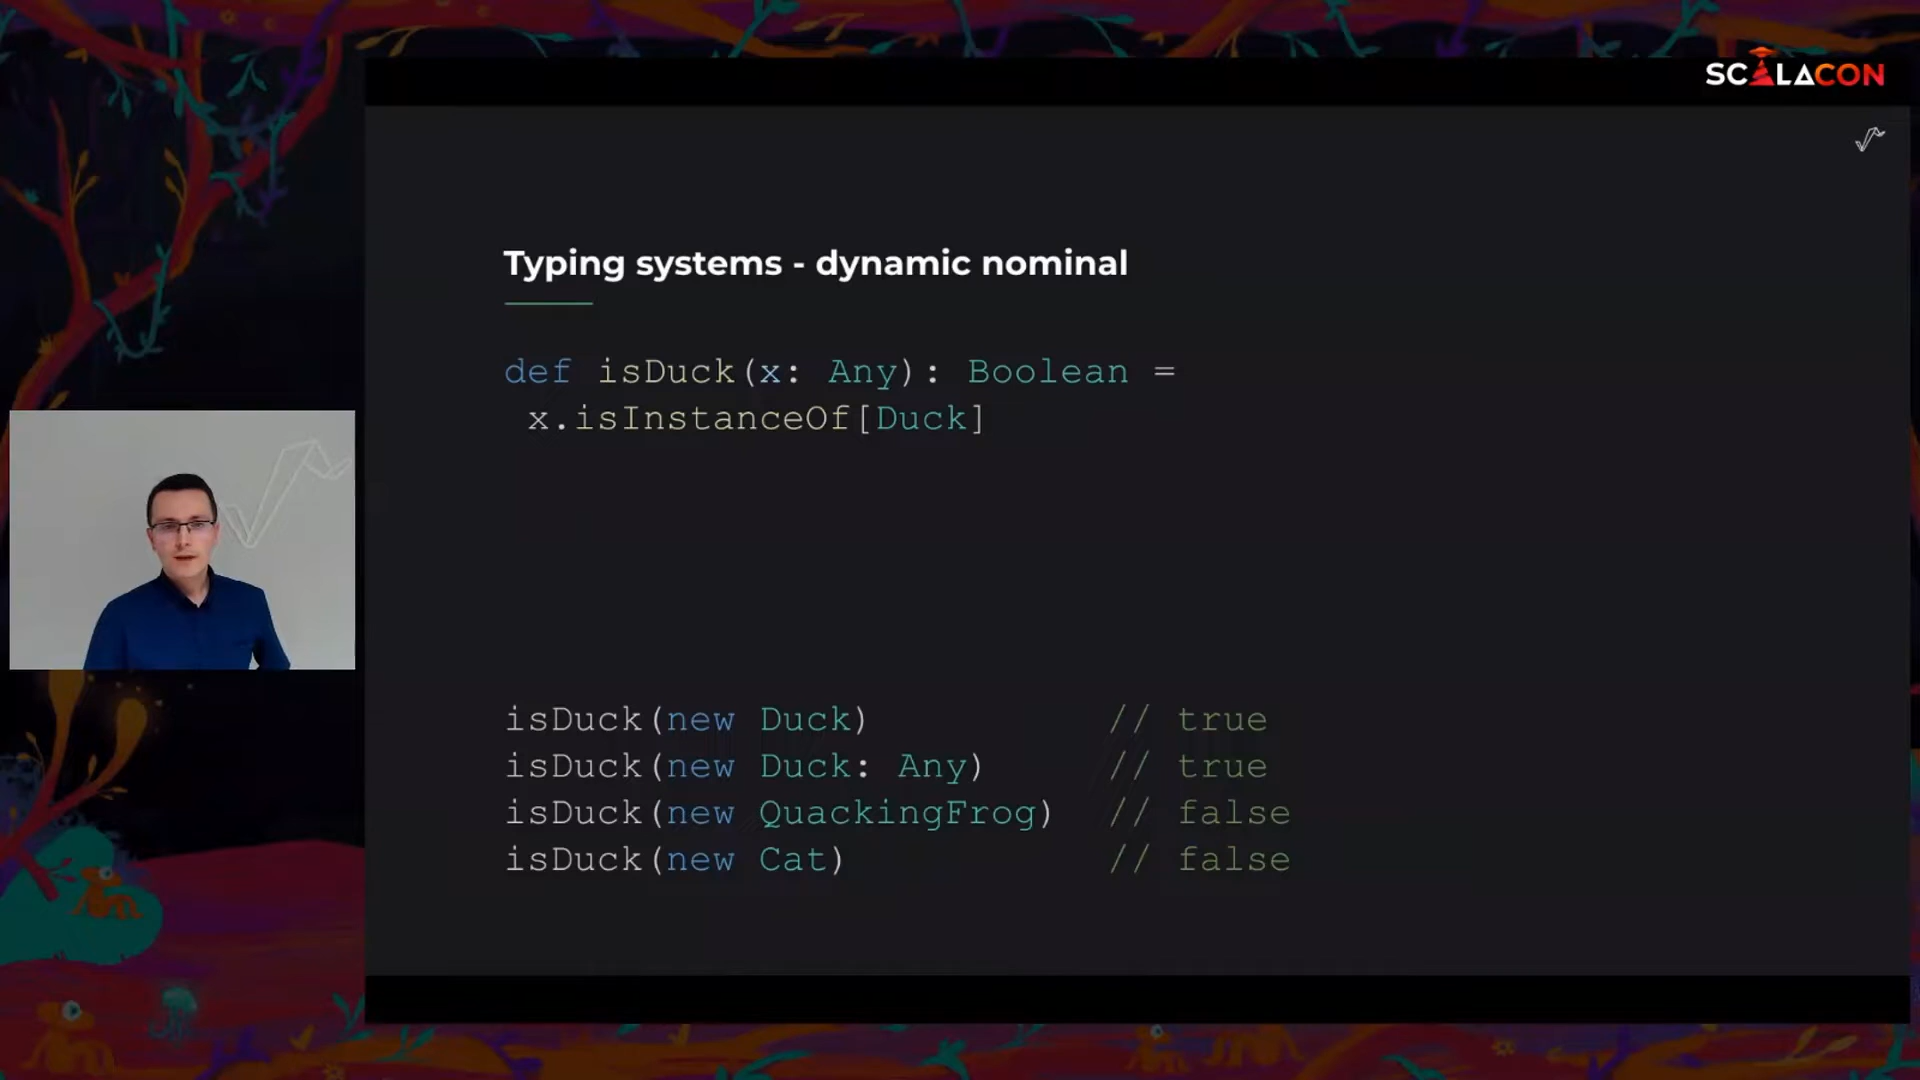 SCALACON
Typing systems - dynamic nominal
def isDuck(x: Any): Boolean =
x.isInstanceOf[Duck]
isDuck(new Duck) // true
isDuck(new Duck: Any) // true
isDuck(new QuackingFrog) // false
isDuck(new Cat) // false